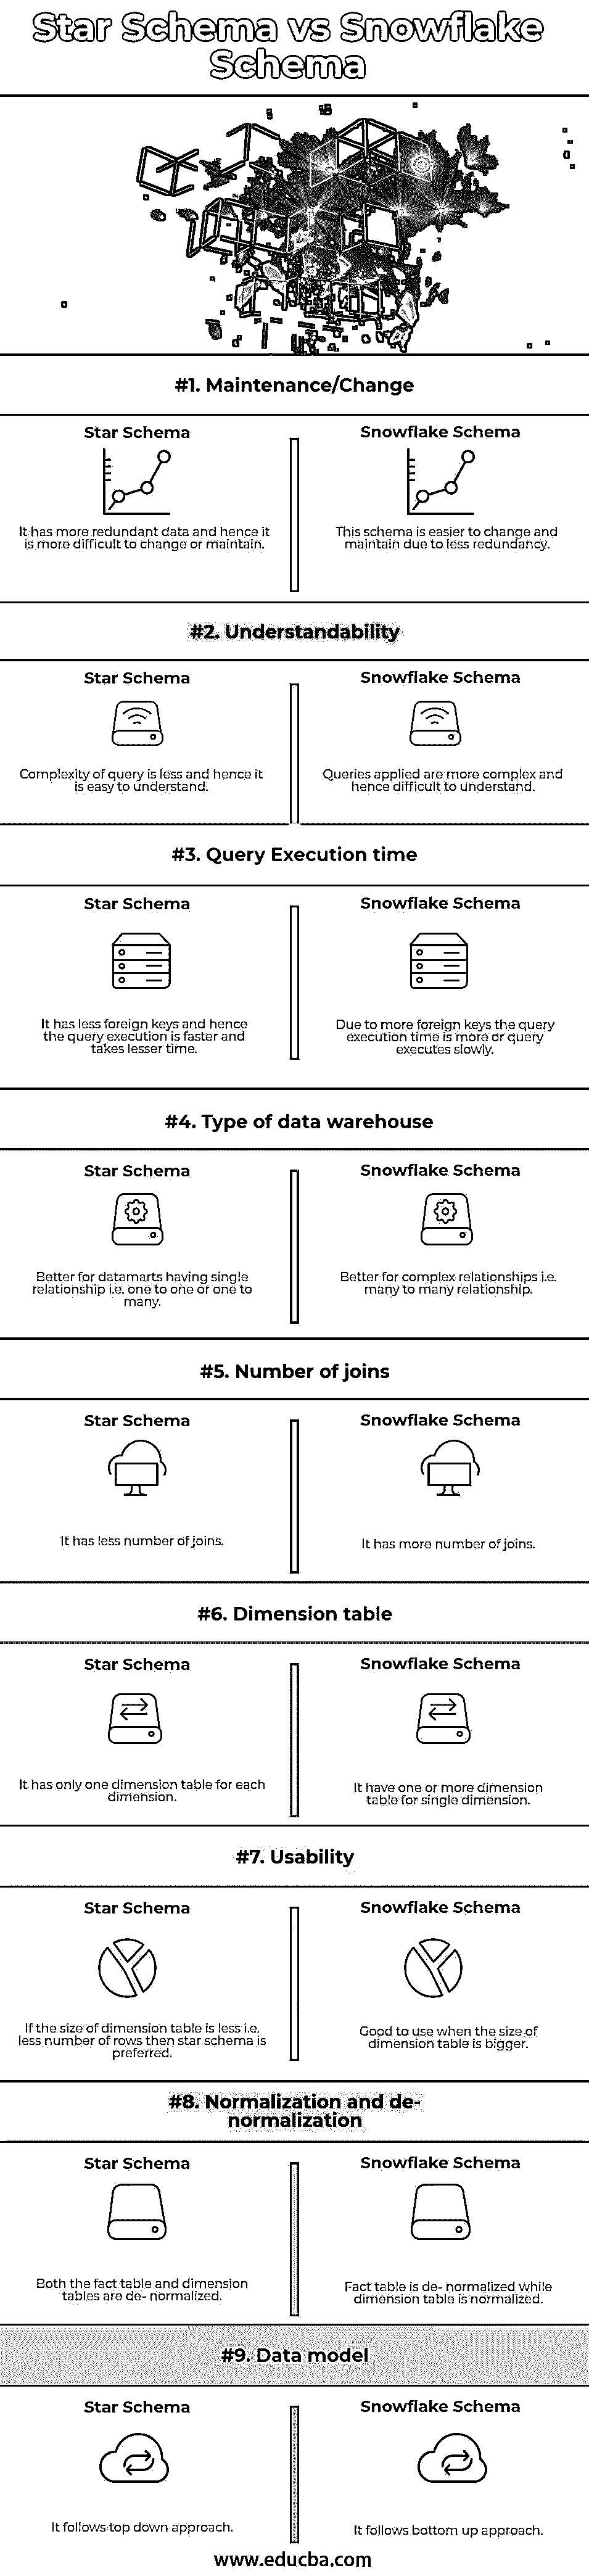 Star Schema vs Snowflake
Schema
#1. Maintenance/Change
Star Schema
It has more redundant data and hence it
is more difficult to change or maintain.
Snowflake Schema
This schema is easier to change and
maintain due to less redundancy.
#2. Understandability
Star Schema
Complexity of query is less and hence it
is easy to understand.
Snowflake Schema
Queries applied are more complex and
hence difficult to understand.
#3. Query Execution time
Star Schema
It has less foreign keys and hence
the query execution is faster and
takes lesser time.
Snowflake Schema
Due to more foreign keys the query
execution time is more or query
executes slowly.
#4. Type of data warehouse
Star Schema
Better for datamarts having single
relationship i.e. one to one or one to
many.
Snowflake Schema
Better for complex relationships i.e.
many to many relationship.
#5. Number of joins
Star Schema
It has less number of joins.
Snowflake Schema
It has more number of joins.
#6. Dimension table
Star Schema
It has only one dimension table for each
dimension.
Snowflake Schema
It have one or more dimension
table for single dimension.
#7. Usability
Star Schema
If the size of dimension table is less i.e.
less number of rows then star schema is
preferred.
Snowflake Schema
Good to use when the size of
dimension table is bigger.
#8. Normalization and de-
normalization
Star Schema
Both the fact table and dimension
tables are de- normalized.
Snowflake Schema
Fact table is de- normalized while
dimension table is normalized.
#9. Data model
Star Schema
It follows top down approach.
Snowflake Schema
It follows bottom up approach.
www.educba.com